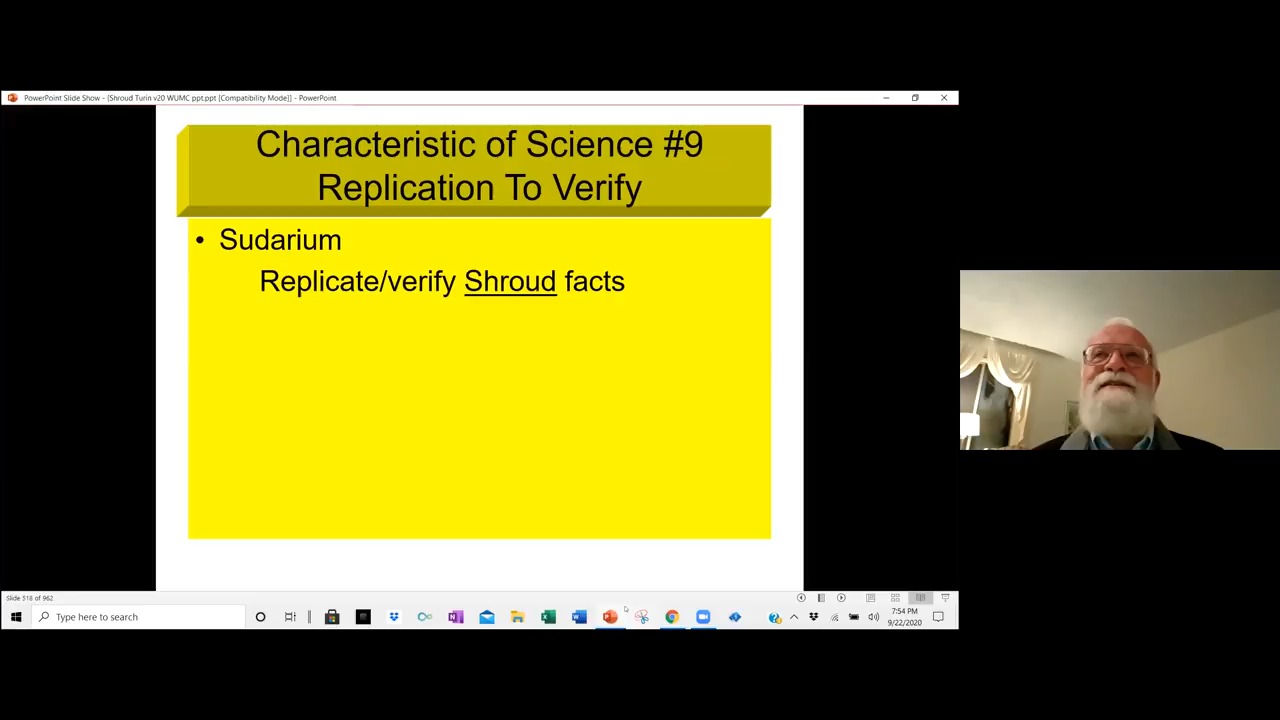 PowerPoint Slide Show - [Shroud Turin v20 WUMC ppt.ppt [Compatibility Mode]] - PowerPoint
Characteristic of Science #9
Replication To Verify
• Sudarium
Replicate/verify Shroud facts
Slide 518 of 962
Type here to search
7:54 PM
9/22/2020